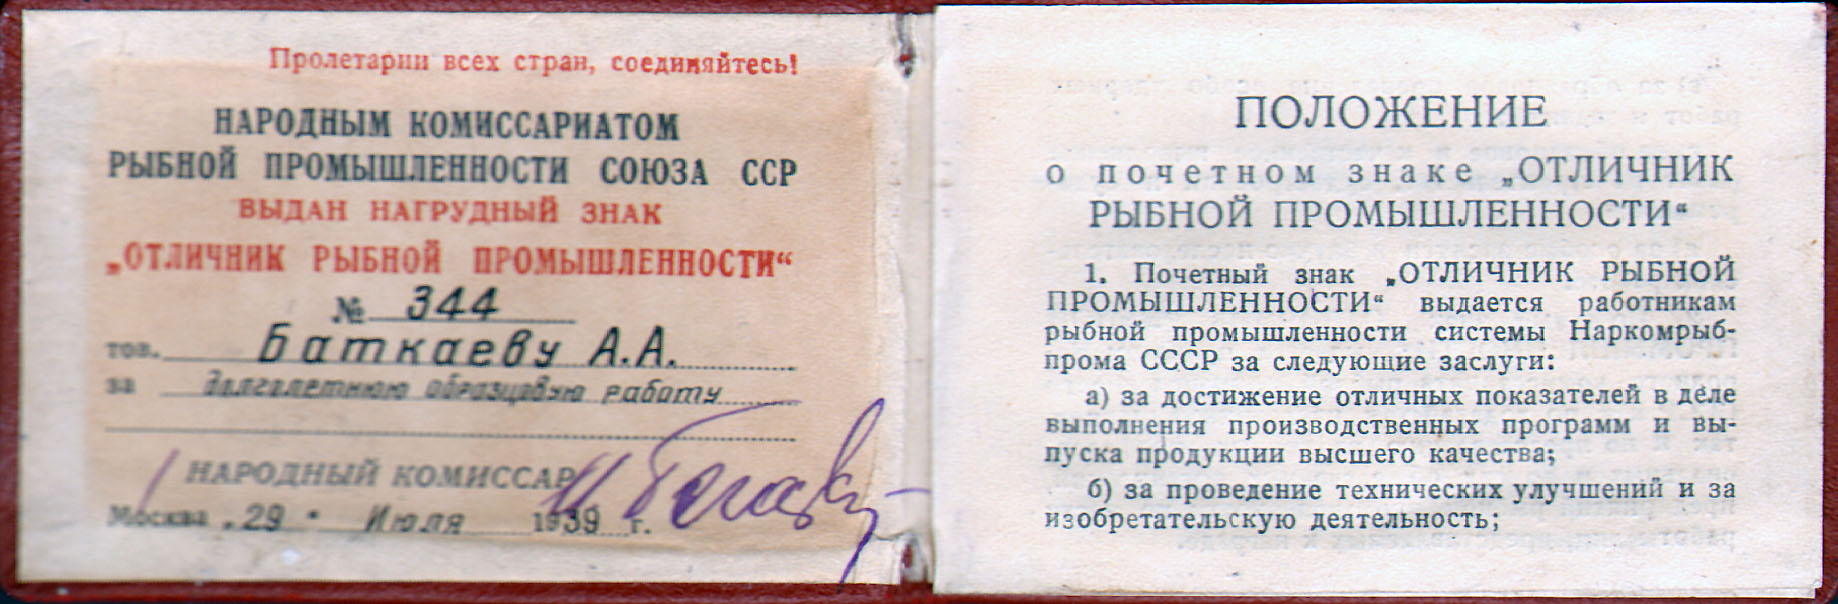 Пролетарии всех стран, соединяйтесь!
НАРОДНЫМ КОМИССАРИАТОМ
РЫБНОЙ ПРОМЫШЛЕННОСТИ СОЮЗА ССР
ВЫДАН НАГРУДНЫЙ ЗНАК
„ОТЛИЧНИК РЫБНОЙ ПРОМЫШЛЕННОСТИ“
№ 344
тов. Баткаеву А.А.
за долголетнюю образцовую работу
НАРОДНЫЙ КОМИССАР
Москва „29" Июля 1939 г.
ПОЛОЖЕНИЕ
о почетном знаке „ОТЛИЧНИК
РЫБНОЙ ПРОМЫШЛЕННОСТИ“
1. Почетный знак „ОТЛИЧНИК РЫБНОЙ
ПРОМЫШЛЕННОСТИ“ выдается работникам
рыбной промышленности системы Наркомрыб-
прома СССР за следующие заслуги:
а) за достижение отличных показателей в деле
выполнения производственных программ и вы-
пуска продукции высшего качества;
б) за проведение технических улучшений и за
изобретательскую деятельность;